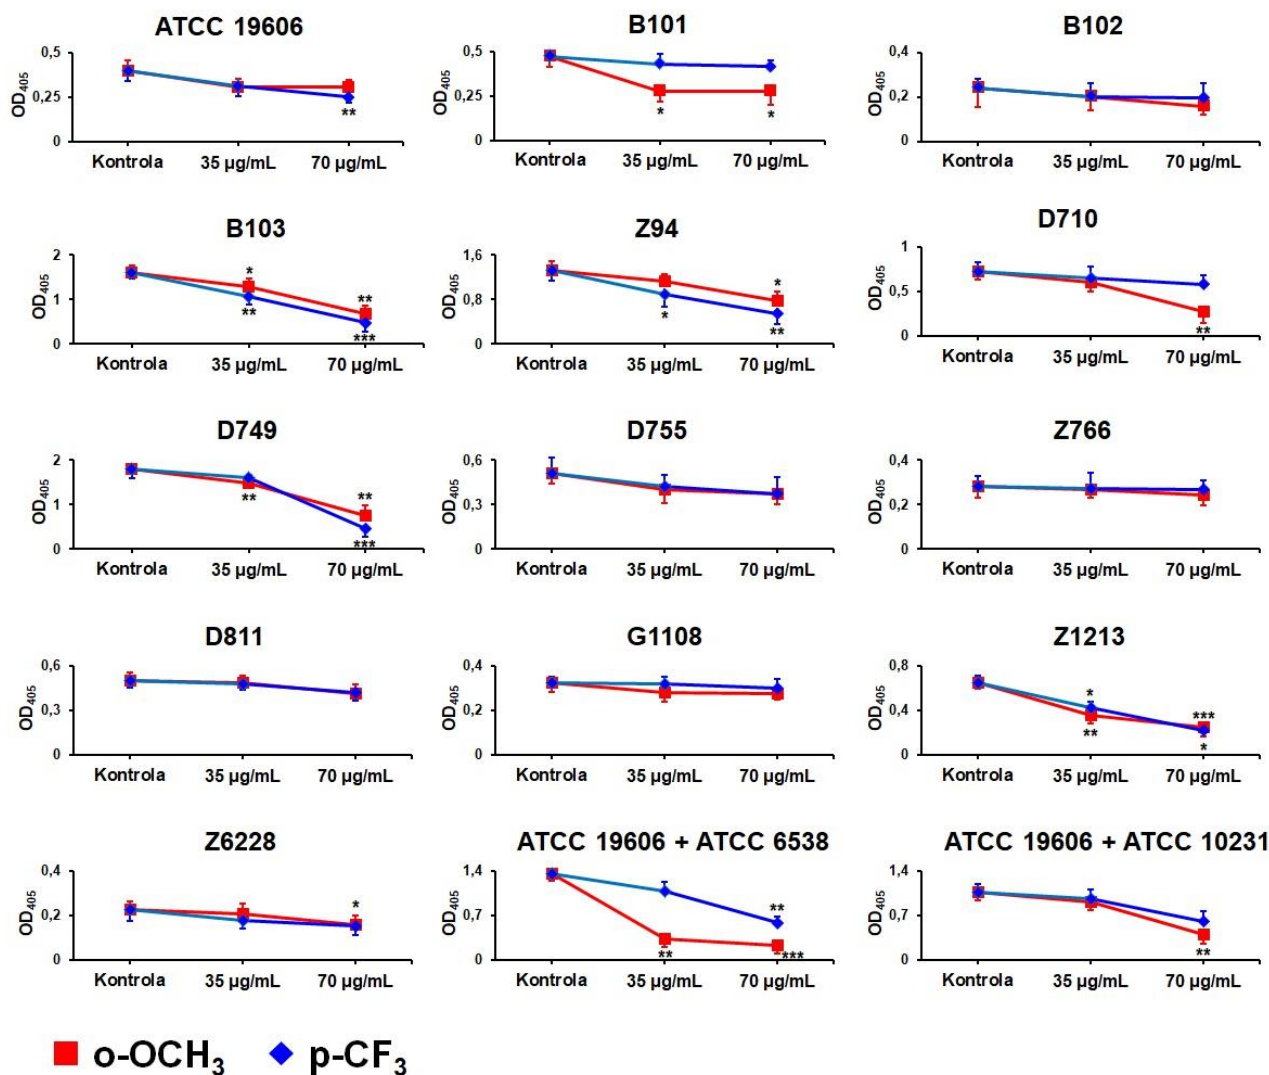 ATCC 19606
0,5
0,25
0
OD405
Kontrola 35 µg/mL 70 µg/mL
**
B101
0,5
0,25
0
OD405
Kontrola 35 µg/mL 70 µg/mL
* *
B102
0,4
0,2
0
OD405
Kontrola 35 µg/mL 70 µg/mL
B103
2
1
0
OD405
Kontrola 35 µg/mL 70 µg/mL
* **
** ***
Z94
1,6
0,8
0
OD405
Kontrola 35 µg/mL 70 µg/mL
*
* **
D710
1
0,5
0
OD405
Kontrola 35 µg/mL 70 µg/mL
**
D749
2
1
0
OD405
Kontrola 35 µg/mL 70 µg/mL
**
** ***
D755
0,6
0,3
0
OD405
Kontrola 35 µg/mL 70 µg/mL
Z766
0,4
0,2
0
OD405
Kontrola 35 µg/mL 70 µg/mL
D811
0,6
0,3
0
OD405
Kontrola 35 µg/mL 70 µg/mL
G1108
0,4
0,2
0
OD405
Kontrola 35 µg/mL 70 µg/mL
Z1213
0,8
0,4
0
OD405
Kontrola 35 µg/mL 70 µg/mL
* ***
** *
Z6228
0,4
0,2
0
OD405
Kontrola 35 µg/mL 70 µg/mL
*
ATCC 19606 + ATCC 6538
1,4
0,7
0
OD405
Kontrola 35 µg/mL 70 µg/mL
**
** ***
ATCC 19606 + ATCC 10231
1,4
0,7
0
OD405
Kontrola 35 µg/mL 70 µg/mL
**
o-OCH3 p-CF3